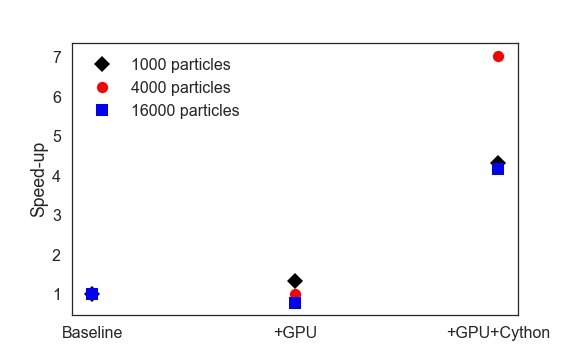 7
6
5
4
3
2
1
Speed-up
1000 particles
4000 particles
16000 particles
Baseline
+GPU
+GPU+Cython